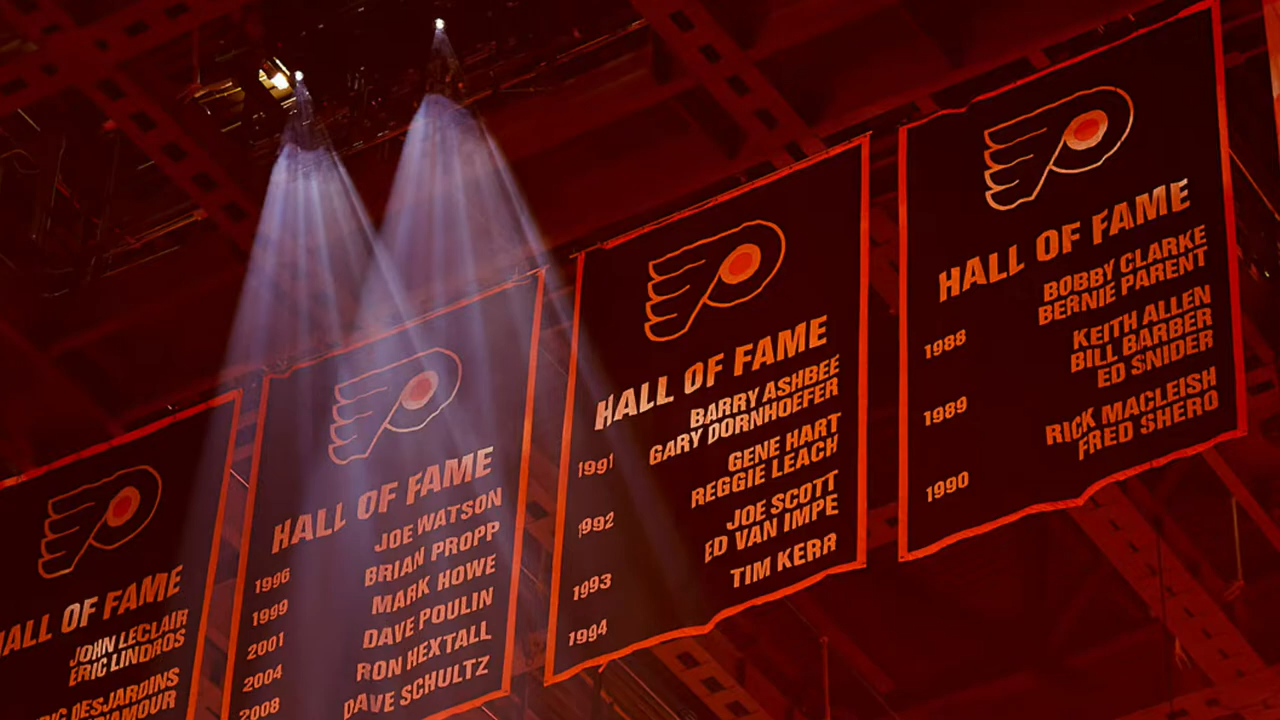 HALL OF FAME
JOHN LECLAIR
ERIC LINDROS
DESJARDINS
HALL OF FAME
1996 JOE WATSON
1999 BRIAN PROPP
2001 MARK HOWE
2004 DAVE POULIN
2008 RON HEXTALL
DAVE SCHULTZ
HALL OF FAME
BARRY ASHBEE
1991 GARY DORNHOEFER
GENE HART
1992 REGGIE LEACH
JOE SCOTT
1993 ED VAN IMPE
1994 TIM KERR
HALL OF FAME
BOBBY CLARKE
1988 BERNIE PARENT
KEITH ALLEN
BILL BARBER
1989 ED SNIDER
RICK MACLEISH
1990 FRED SHERO